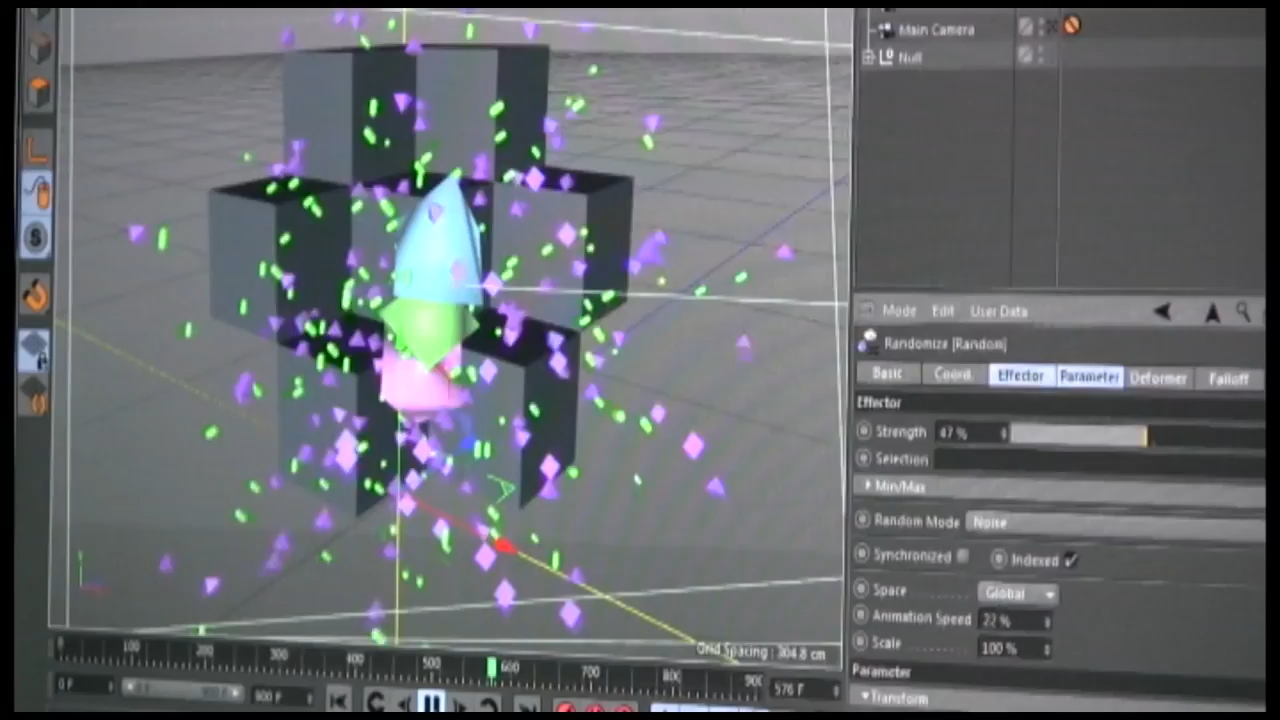 Main Camera
Null
Mode Edit User Data
Randomize [Random]
Basic Coord. Effector Parameter Deformer Falloff
Effector
Strength 47 %
Selection
Min/Max
Random Mode Noise
Synchronized Indexed
Space Global
Animation Speed 22 %
Scale 100 %
Parameter
Transform
Grid Spacing : 304.8 cm
0 100 200 300 400 500 600 700 800 900 576 F
0 F 900 F
S